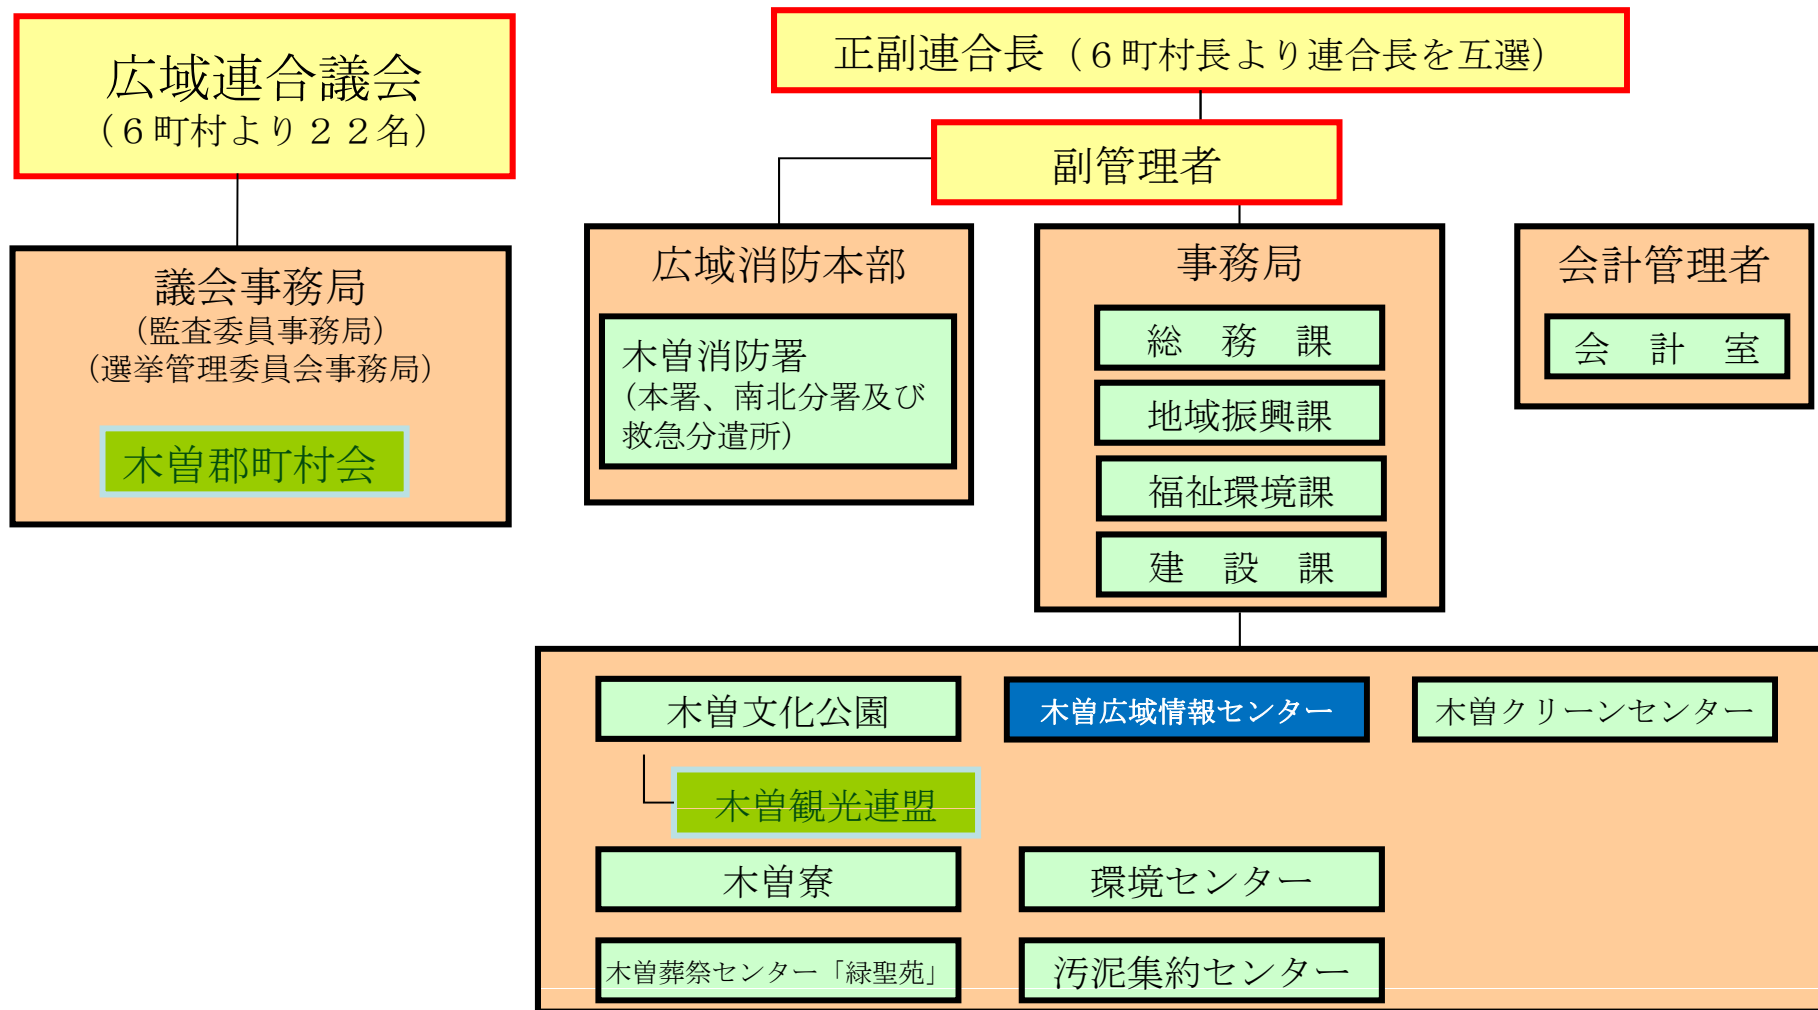 広域連合議会
（６町村より２２名）
正副連合長（６町村長より連合長を互選）
副管理者
議会事務局
（監査委員事務局）
（選挙管理委員会事務局）
木曽郡町村会
広域消防本部
木曽消防署
（本署、南北分署及び
救急分遣所）
事務局
総　務　課
地域振興課
福祉環境課
建　設　課
会計管理者
会　計　室
木曽文化公園
木曽広域情報センター
木曽クリーンセンター
木曽観光連盟
木曽寮
環境センター
木曽葬祭センター「緑聖苑」
汚泥集約センター